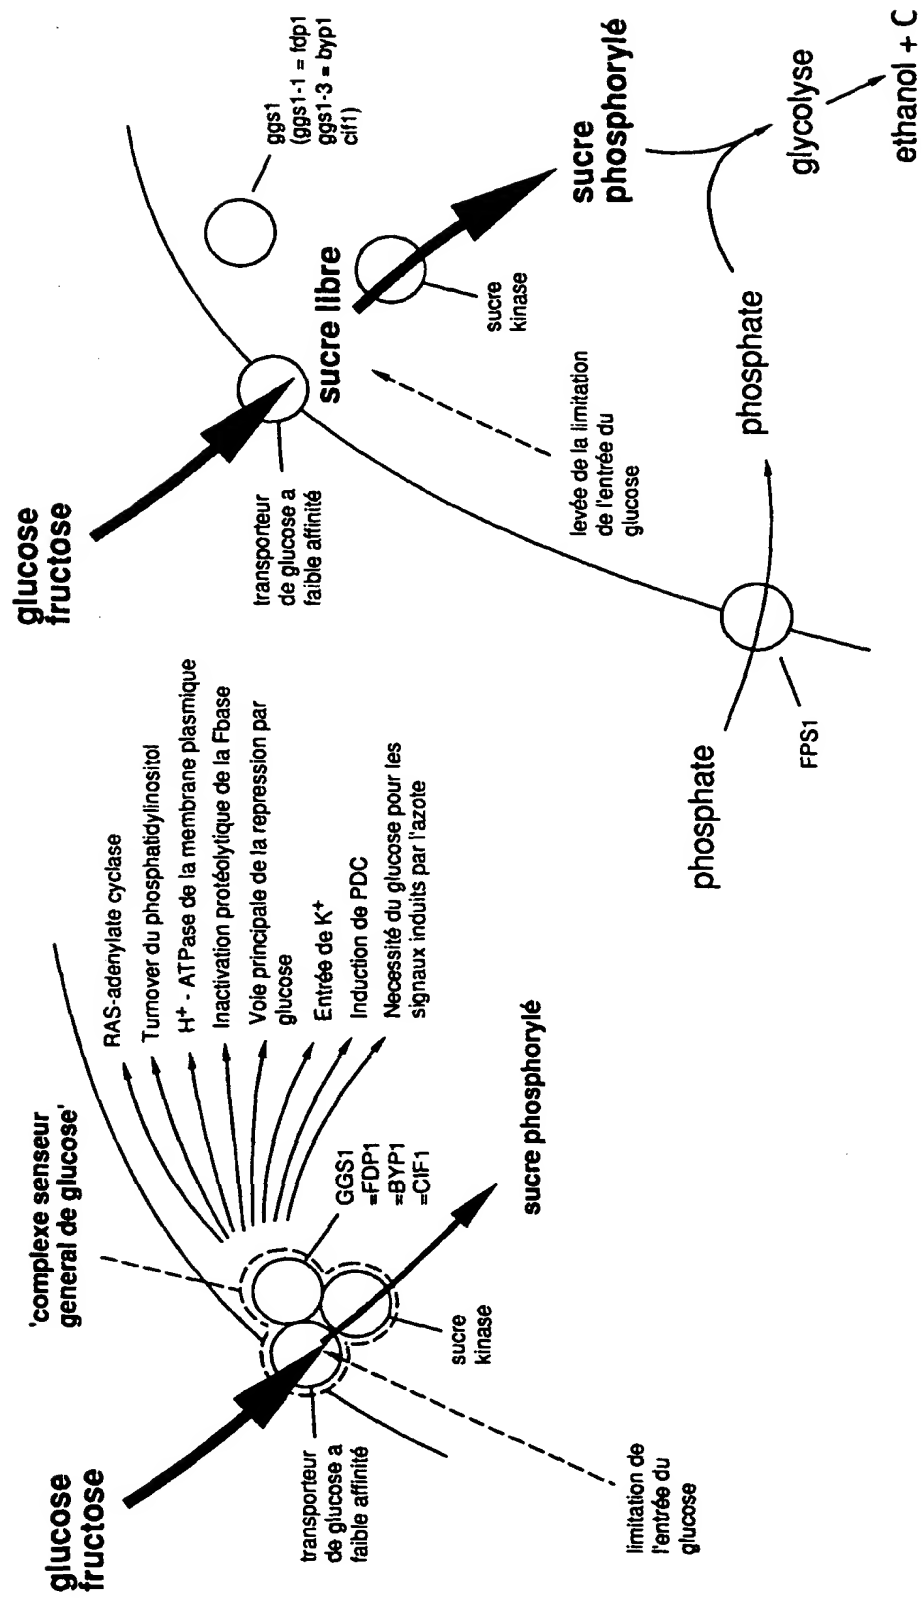 glucose
fructose
'complexe senseur
general de glucose'
RAS-adenylate cyclase
Turnover du phosphatidylinositol
H+ - ATPase de la membrane plasmique
Inactivation protéolytique de la Fbase
Voie principale de la repression par
glucose
Entrée de K+
Induction de PDC
Necessité du glucose pour les
signaux induits par l'azote
GGS1
=FDP1
=BYP1
=CIF1
transporteur
de glucose a
faible affinité
sucre
kinase
sucre phosphorylé
limitation de
l'entrée du
glucose
glucose
fructose
ggs1
(ggs1-1 = fdp1
ggs1-3 = byp1
cif1)
transporteur
de glucose a
faible affinité
sucre libre
sucre
kinase
sucre
phosphorylé
levée de la limitation
de l'entrée du
glucose
phosphate
FPS1
phosphate
glycolyse
ethanol + C